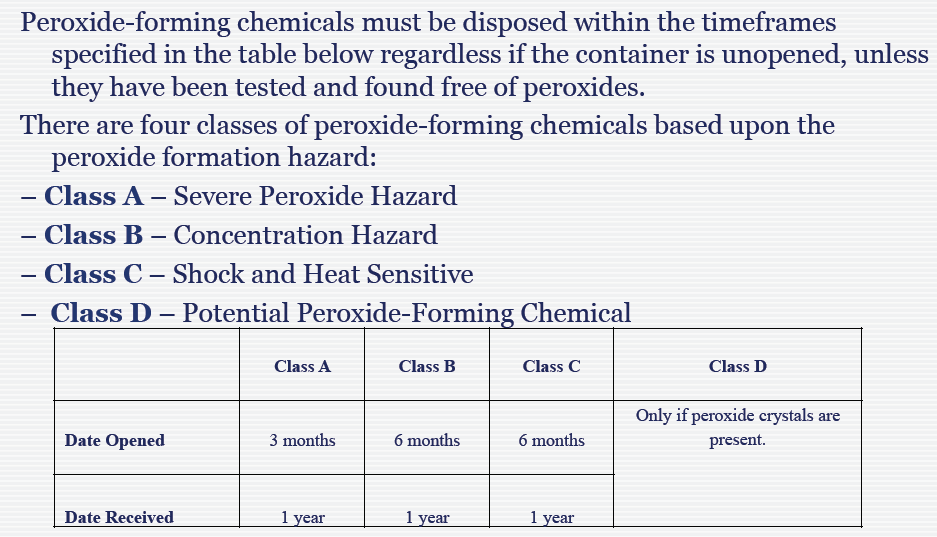 Peroxide-forming chemicals must be disposed within the timeframes
specified in the table below regardless if the container is unopened, unless
they have been tested and found free of peroxides.
There are four classes of peroxide-forming chemicals based upon the
peroxide formation hazard:
– Class A – Severe Peroxide Hazard
– Class B – Concentration Hazard
– Class C – Shock and Heat Sensitive
– Class D – Potential Peroxide-Forming Chemical
Class A Class B Class C Class D
Date Opened 3 months 6 months 6 months Only if peroxide crystals are
present.
Date Received 1 year 1 year 1 year